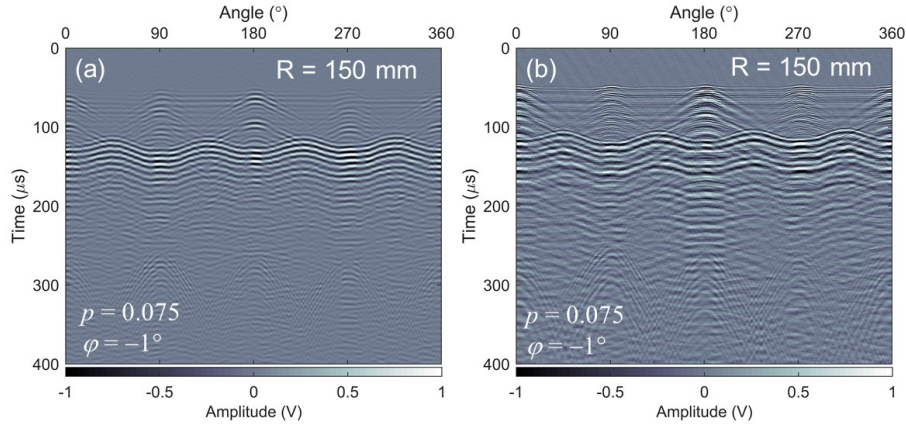 Angle (°)
0 90 180 270 360
(a) R = 150 mm
0
100
200
300
400
Time (μs)
p = 0.075
φ = –1°
-1 -0.5 0 0.5 1
Amplitude (V)
Angle (°)
0 90 180 270 360
(b) R = 150 mm
0
100
200
300
400
Time (μs)
p = 0.075
φ = –1°
-1 -0.5 0 0.5 1
Amplitude (V)